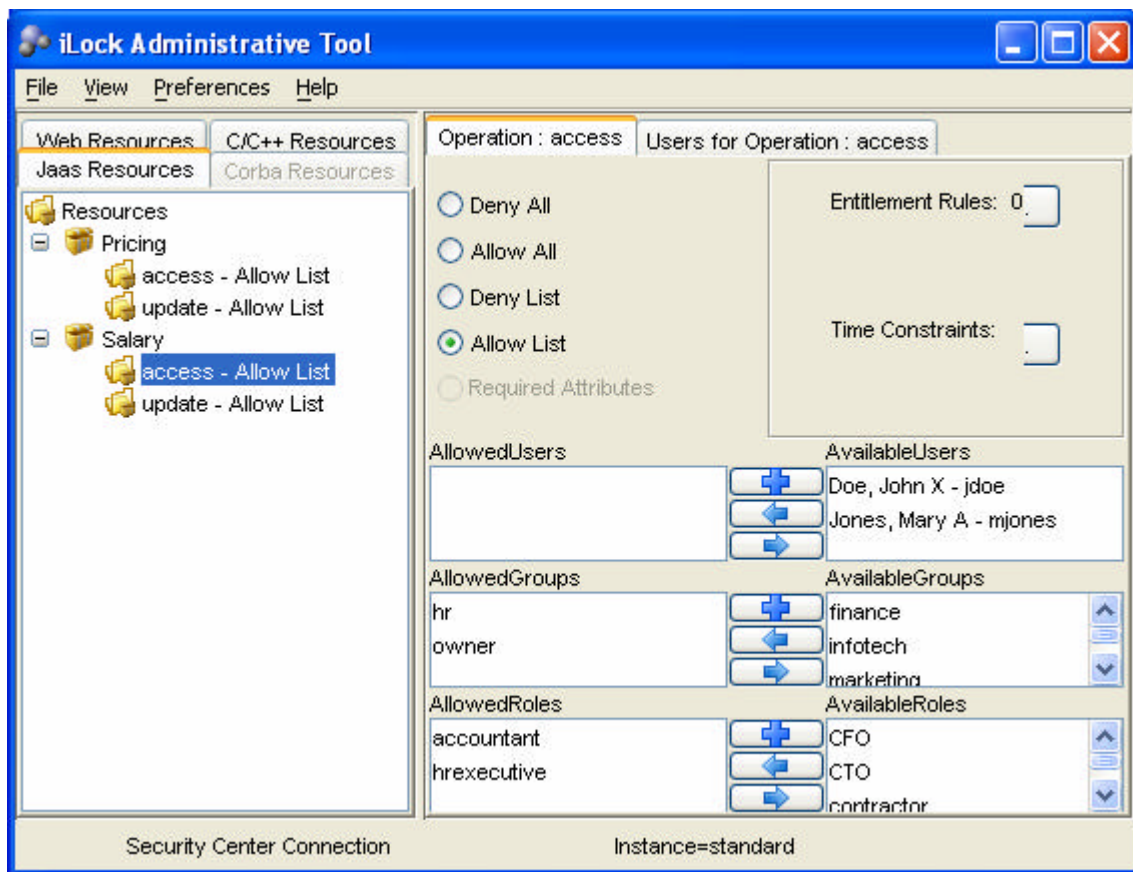 iLock Administrative Tool
File View Preferences Help
Web Resources C/C++ Resources
Jaas Resources Corba Resources
Resources
Pricing
access - Allow List
update - Allow List
Salary
access - Allow List
update - Allow List
Operation : access Users for Operation : access
Deny All
Allow All
Deny List
Allow List
Required Attributes
Entitlement Rules: 0
Time Constraints:
AllowedUsers AvailableUsers
Doe, John X - jdoe
Jones, Mary A - mjones
AllowedGroups AvailableGroups
hr finance
owner infotech
marketing
AllowedRoles AvailableRoles
accountant CFO
hrexecutive CTO
contractor
Security Center Connection Instance=standard